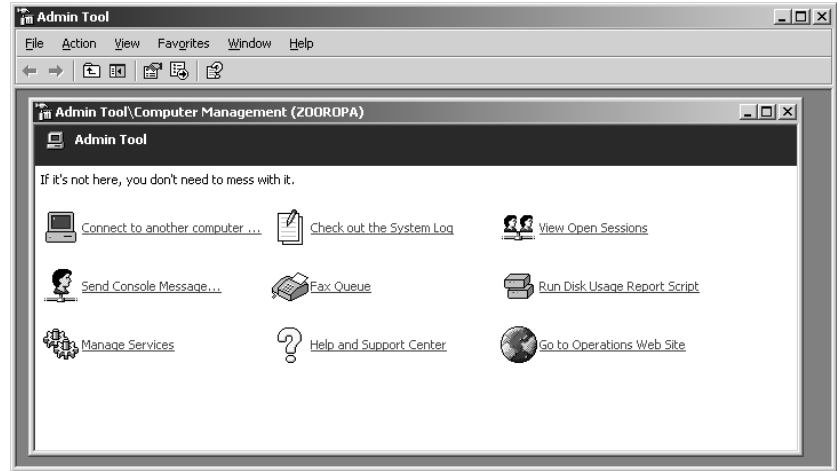 Admin Tool
File Action View Favorites Window Help
Admin Tool\Computer Management (ZOOROPA)
Admin Tool
If it's not here, you don't need to mess with it.
Connect to another computer ... Check out the System Log View Open Sessions
Send Console Message... Fax Queue Run Disk Usage Report Script
Manage Services Help and Support Center Go to Operations Web Site